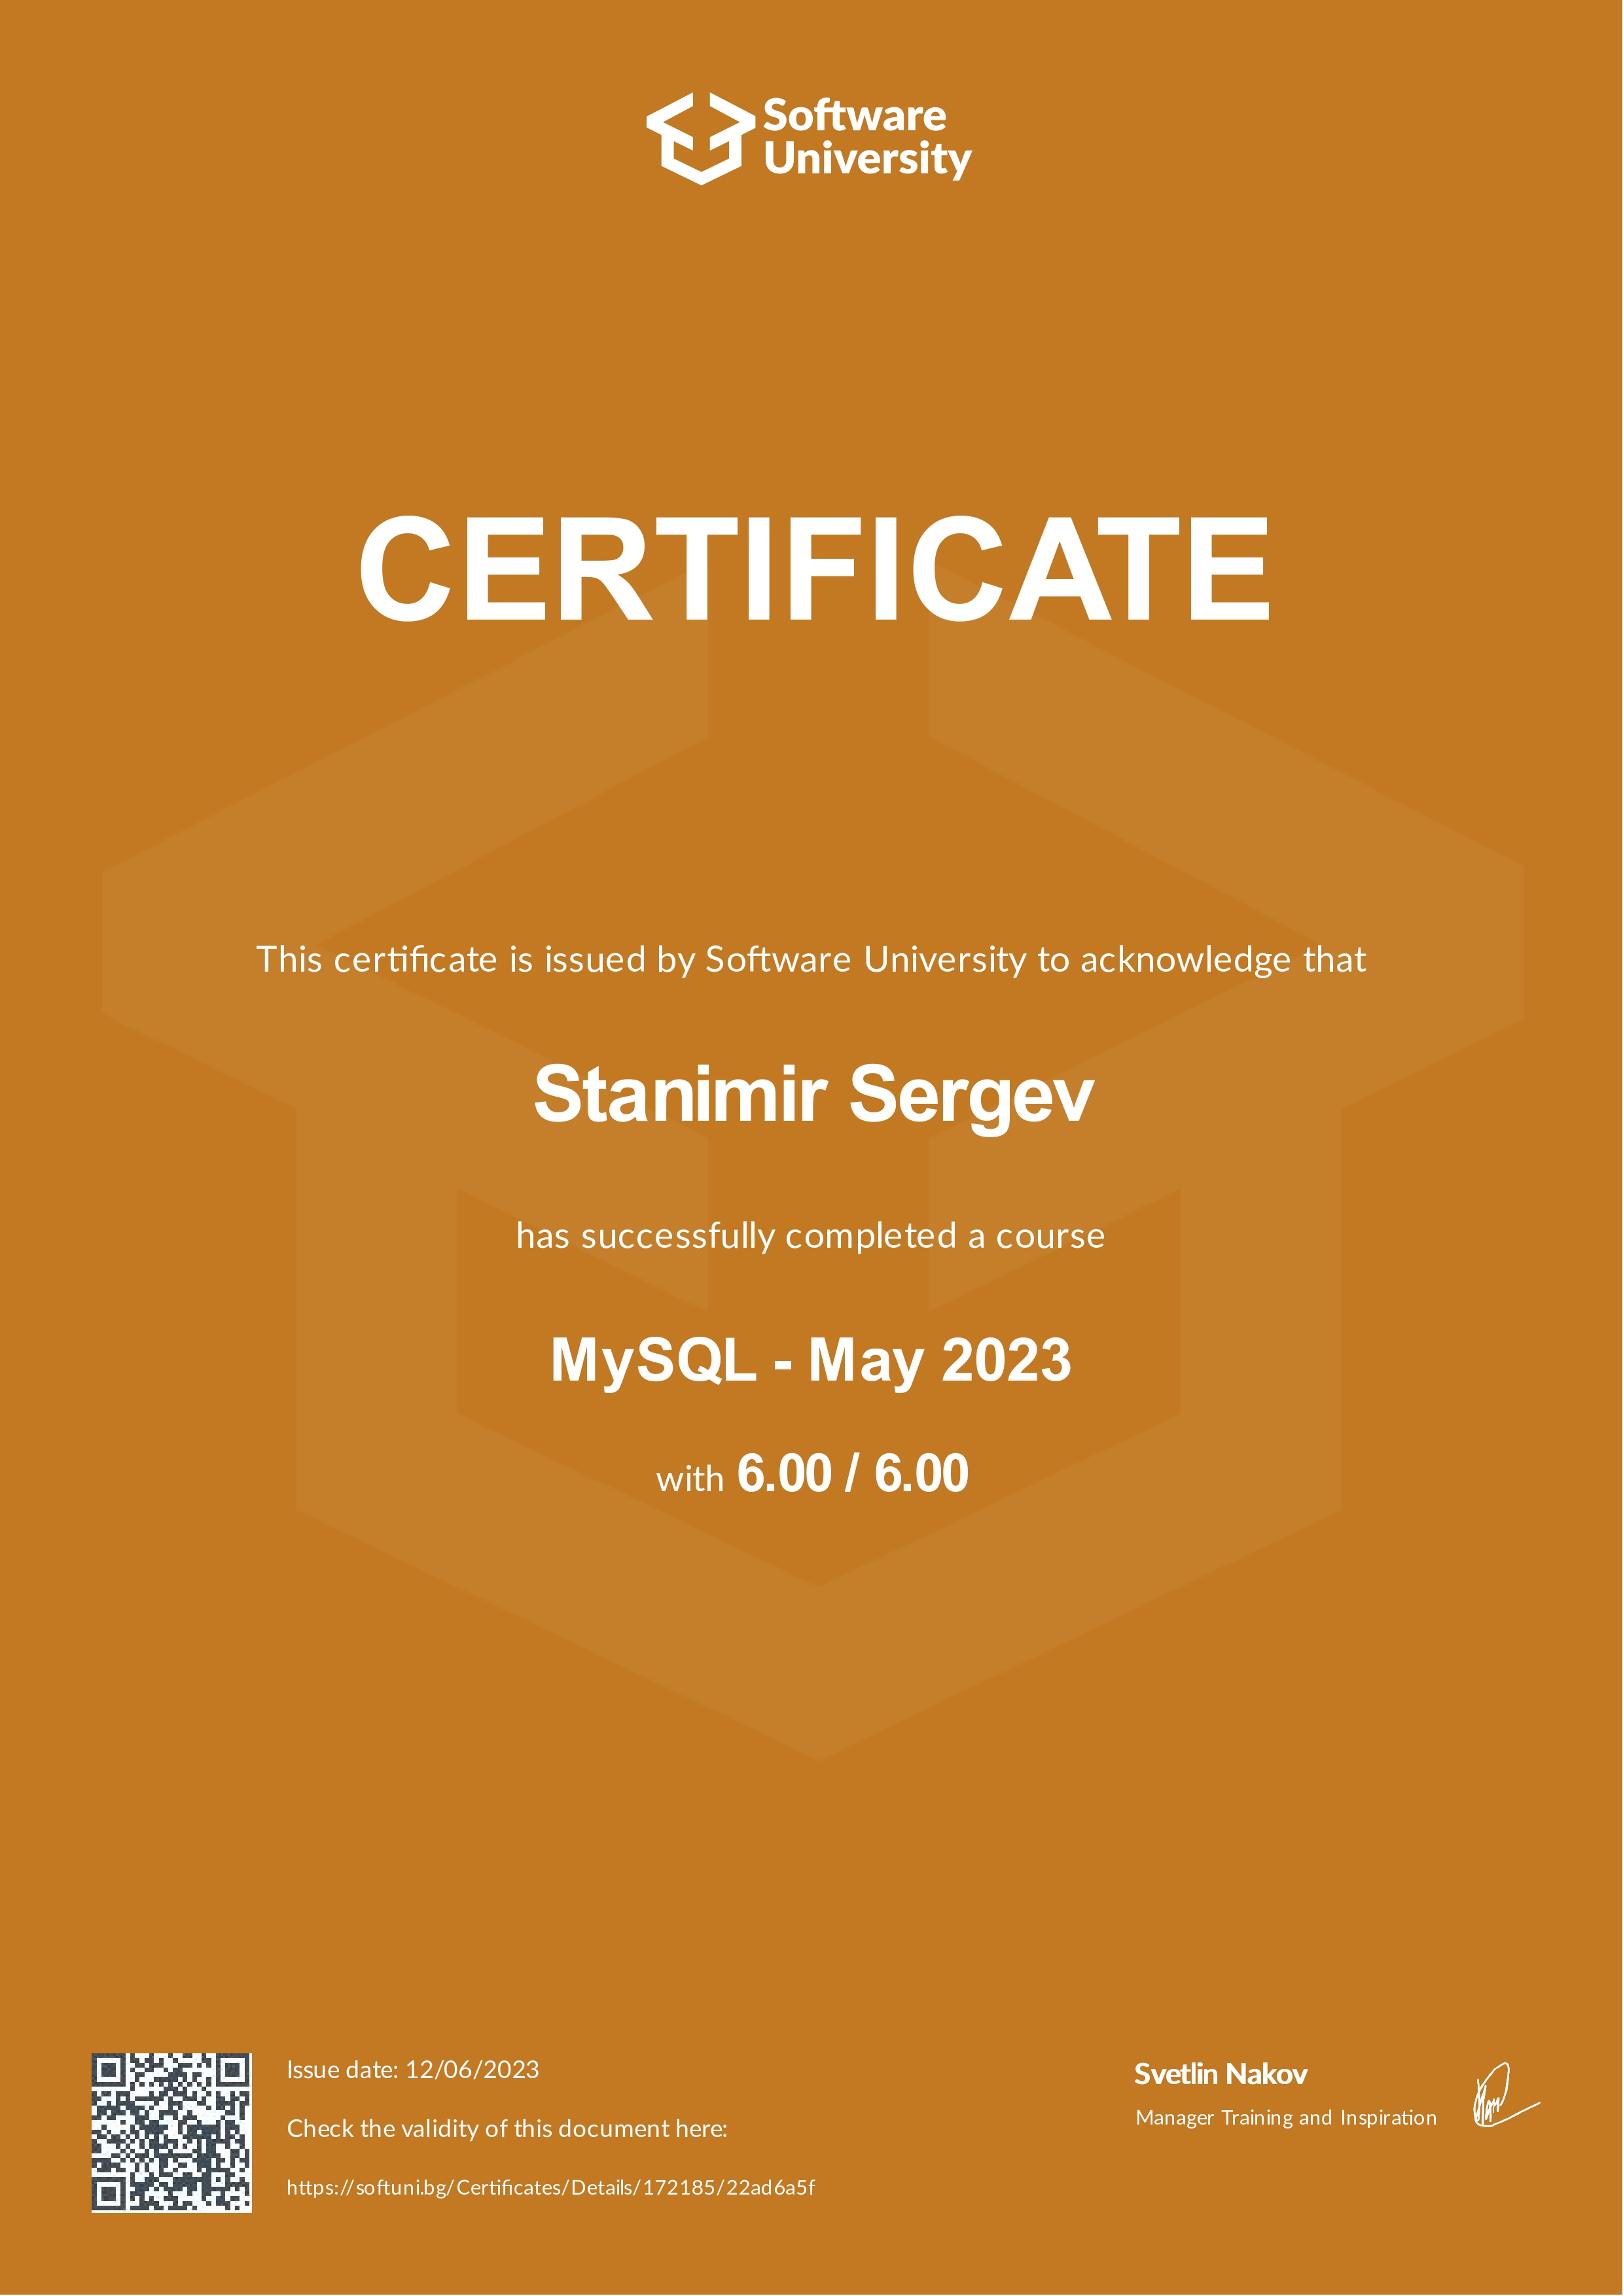 Software
University
CERTIFICATE
This certificate is issued by Software University to acknowledge that
Stanimir Sergev
has successfully completed a course
MySQL - May 2023
with 6.00 / 6.00
Issue date: 12/06/2023
Check the validity of this document here:
https://softuni.bg/Certificates/Details/172185/22ad6a5f
Svetlin Nakov
Manager Training and Inspiration